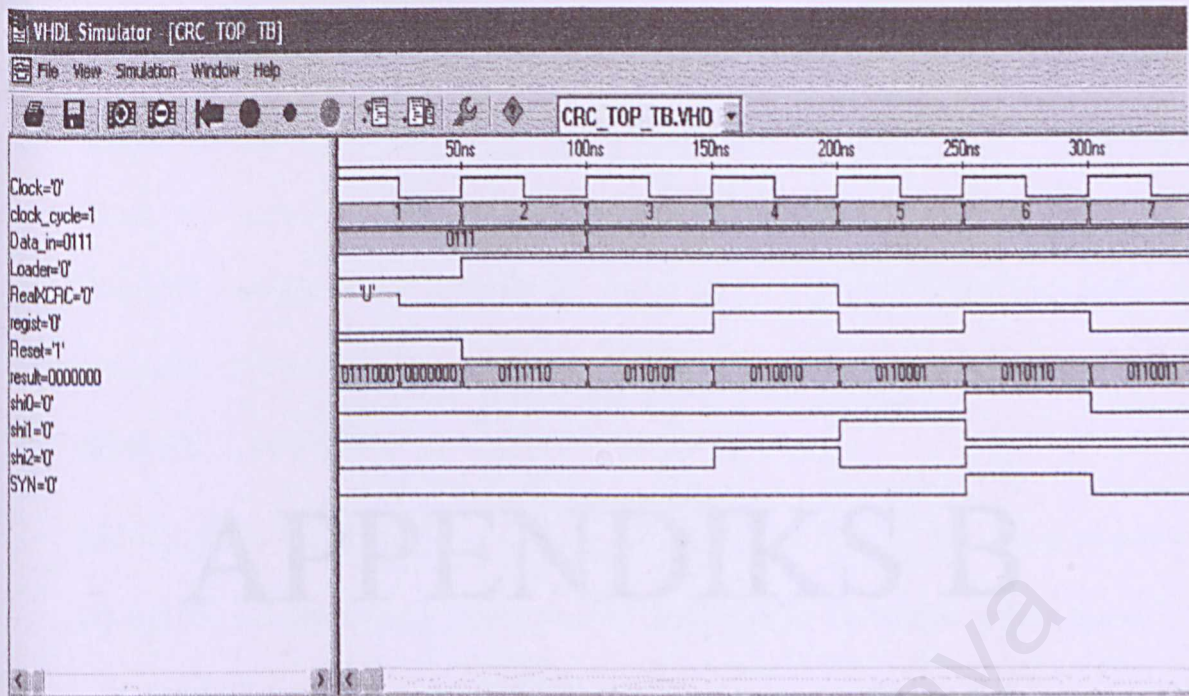 VHDL Simulator - [CRC_TOP_TB]
File View Simulation Window Help
CRC_TOP_TB.VHD
50ns 100ns 150ns 200ns 250ns 300ns
Clock='0'
clock_cycle=1 1 2 3 4 5 6 7
Data_in=0111 0111
Loader='0'
RealXCRC='0' 'U'
regist='0'
Reset='1'
result=0000000 0111000 0000000 0111110 0110101 0110010 0110001 0110110 0110011
shi0='0'
shi1='0'
shi2='0'
SYN='0'
APPENDIKS B
aya